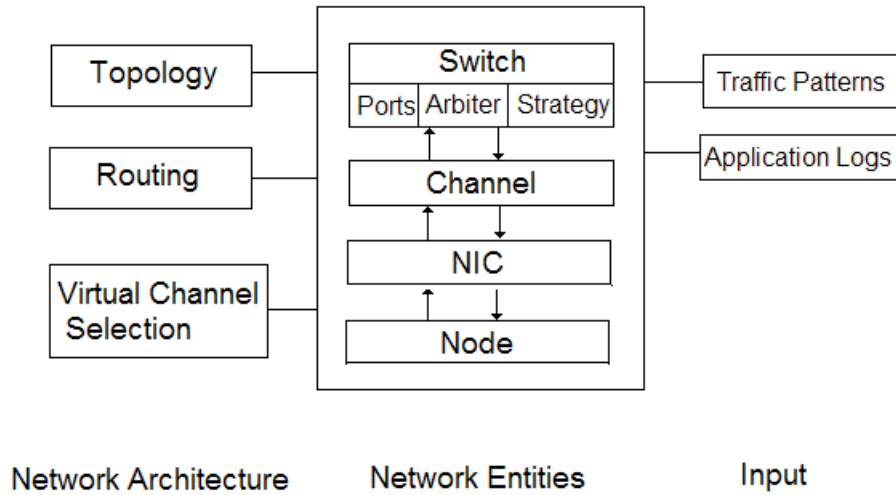 Topology
Routing
Virtual Channel
Selection
Switch
Ports Arbiter Strategy
Channel
NIC
Node
Traffic Patterns
Application Logs
Network Architecture
Network Entities
Input